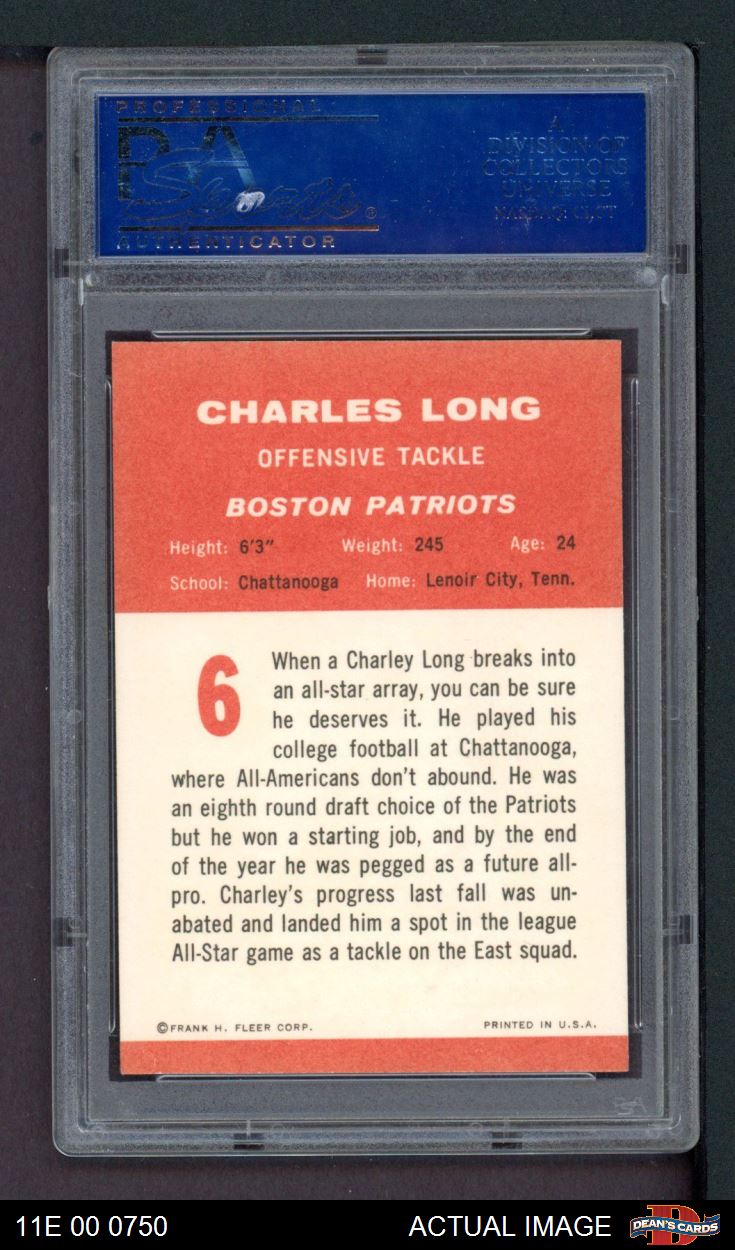 PROFESSIONAL
PSA
Sports ®
AUTHENTICATOR
A
DIVISION OF
COLLECTORS
UNIVERSE
NASDAQ: CLCT
CHARLES LONG
OFFENSIVE TACKLE
BOSTON PATRIOTS
Height: 6'3" Weight: 245 Age: 24
School: Chattanooga Home: Lenoir City, Tenn.
6
When a Charley Long breaks into
an all-star array, you can be sure
he deserves it. He played his
college football at Chattanooga,
where All-Americans don't abound. He was
an eighth round draft choice of the Patriots
but he won a starting job, and by the end
of the year he was pegged as a future all-
pro. Charley's progress last fall was un-
abated and landed him a spot in the league
All-Star game as a tackle on the East squad.
©FRANK H. FLEER CORP. PRINTED IN U.S.A.
11E 00 0750 ACTUAL IMAGE DEAN'S CARDS